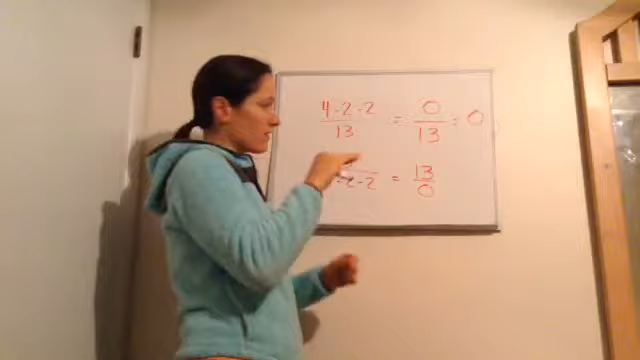 4-2-2/13 = 0/13 = 0
-2-2 = 13/0